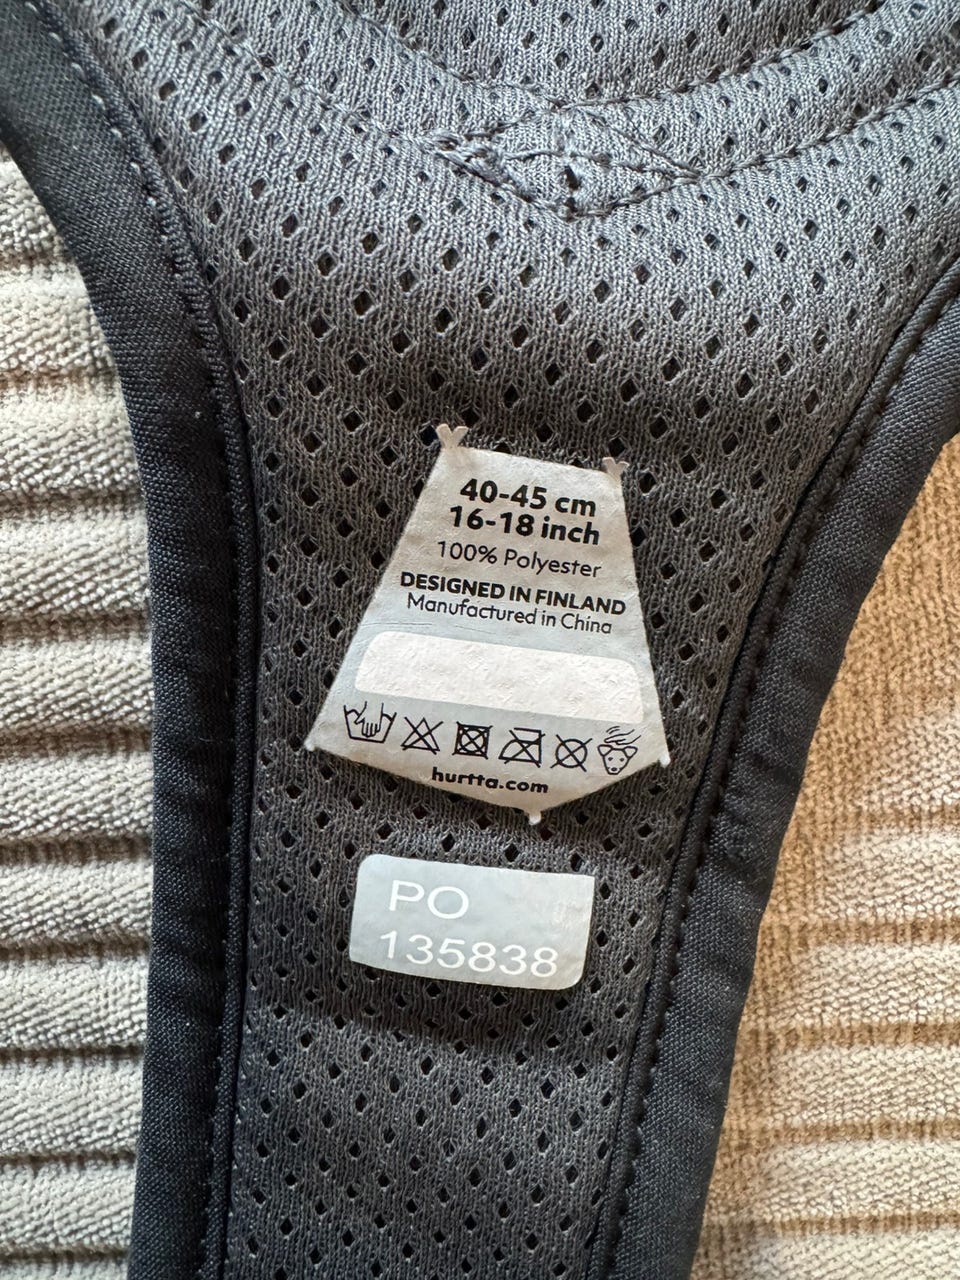 40-45 cm
16-18 inch
100% Polyester
DESIGNED IN FINLAND
Manufactured in China
hurtta.com
PO
135838